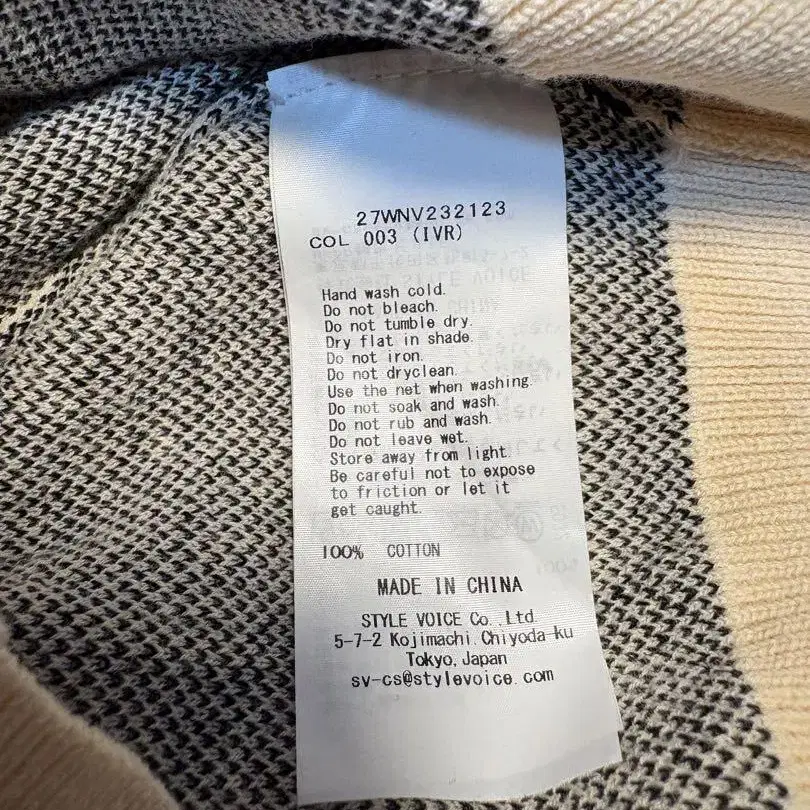 27WNV232123
COL 003 (IVR)
Hand wash cold.
Do not bleach.
Do not tumble dry.
Dry flat in shade.
Do not iron.
Do not dryclean.
Use the net when washing.
Do not soak and wash.
Do not rub and wash.
Do not leave wet.
Store away from light.
Be careful not to expose
to friction or let it
get caught.
100% COTTON
MADE IN CHINA
STYLE VOICE Co.,Ltd.
5-7-2 Kojimachi,Chiyoda-ku
Tokyo,Japan
sv-cs@stylevoice.com